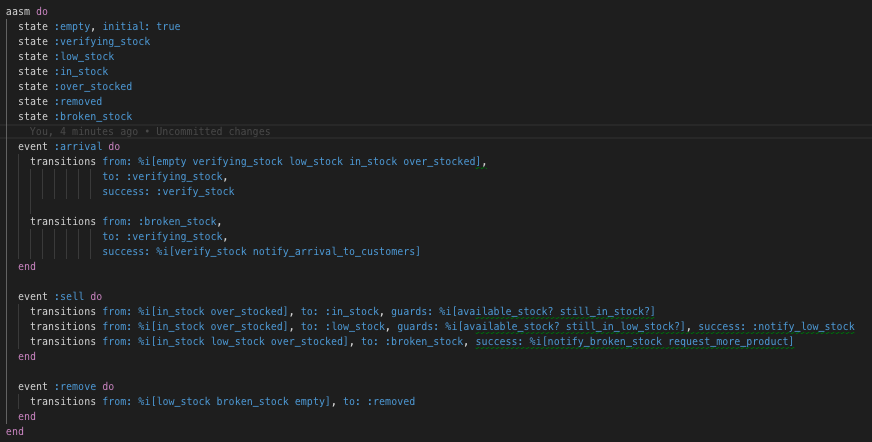 aasm do
  state :empty, initial: true
  state :verifying_stock
  state :low_stock
  state :in_stock
  state :over_stocked
  state :removed
  state :broken_stock
    You, 4 minutes ago • Uncommitted changes
  event :arrival do
    transitions from: %i[empty verifying_stock low_stock in_stock over_stocked],
                to: :verifying_stock,
                success: :verify_stock
    transitions from: :broken_stock,
                to: :verifying_stock,
                success: %i[verify_stock notify_arrival_to_customers]
  end
  event :sell do
    transitions from: %i[in_stock over_stocked], to: :in_stock, guards: %i[available_stock? still_in_stock?]
    transitions from: %i[in_stock over_stocked], to: :low_stock, guards: %i[available_stock? still_in_low_stock?], success: :notify_low_stock
    transitions from: %i[in_stock low_stock over_stocked], to: :broken_stock, success: %i[notify_broken_stock request_more_product]
  end
  event :remove do
    transitions from: %i[low_stock broken_stock empty], to: :removed
  end
end